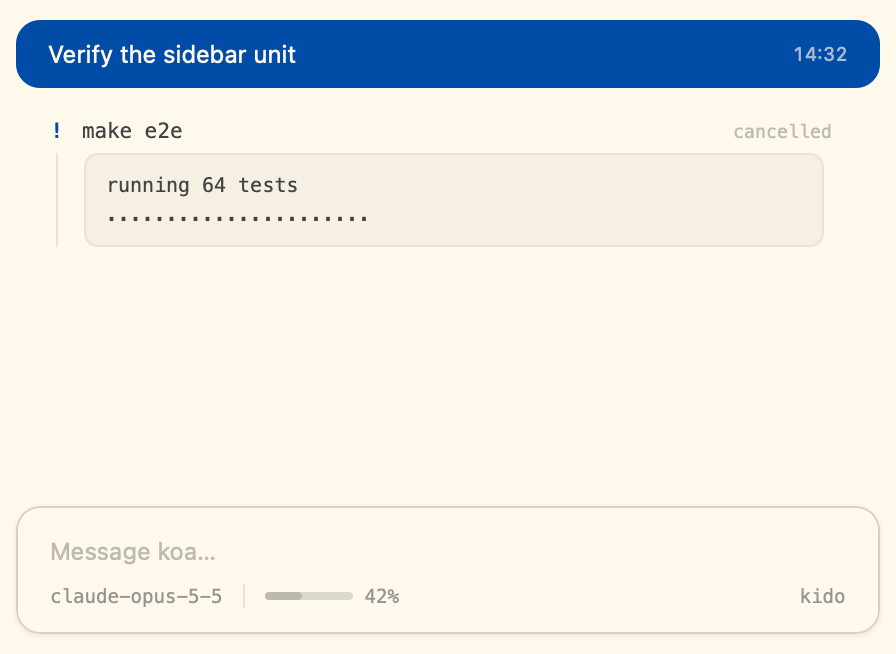 Verify the sidebar unit 14:32
! make e2e cancelled
running 64 tests
......................
Message koa...
claude-opus-5-5 42% kido